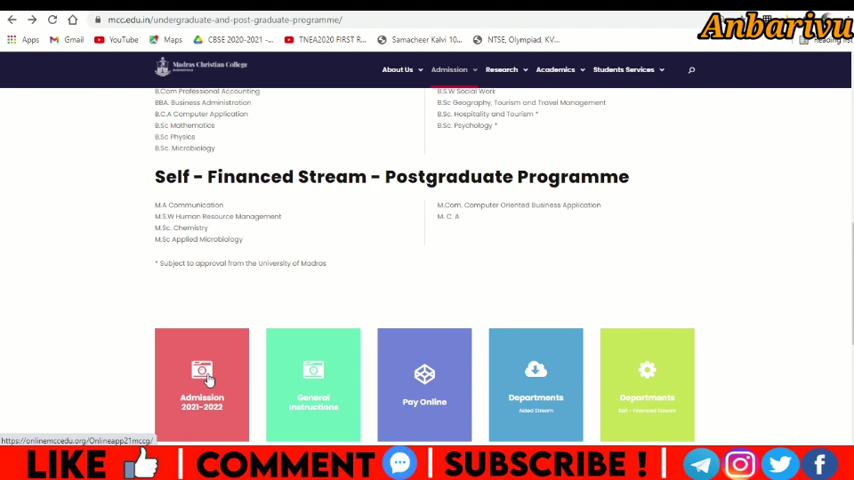 mcc.edu.in/undergraduate-and-post-graduate-programme/
Anbarivu
Apps
Gmail
YouTube
Maps
CBSE 2020-2021 -...
TNEA2020 FIRST R...
Samacheer Kalvi 10...
NTSE, Olympiad, KV...
Reading list
Madras Christian College
About Us
Admission
Research
Academics
Students Services
B.Com Professional Accounting
BBA. Business Administration
B.C.A Computer Application
B.Sc Mathematics
B.Sc Physics
B.Sc. Microbiology
B.S.W Social Work
B.Sc Geography, Tourism and Travel Management
B.Sc. Hospitality and Tourism *
B.Sc. Psychology *
Self - Financed Stream - Postgraduate Programme
M.A Communication
M.S.W Human Resource Management
M.Sc. Chemistry
M.Sc Applied Microbiology
M.Com. Computer Oriented Business Application
M. C. A
* Subject to approval from the University of Madras
Admission
2021-2022
General
Instructions
Pay Online
Departments
Aided Stream
Departments
Self - Financed Stream
https://onlinemccedu.org/Onlineapp21mccg/
LIKE | COMMENT | SUBSCRIBE ! |